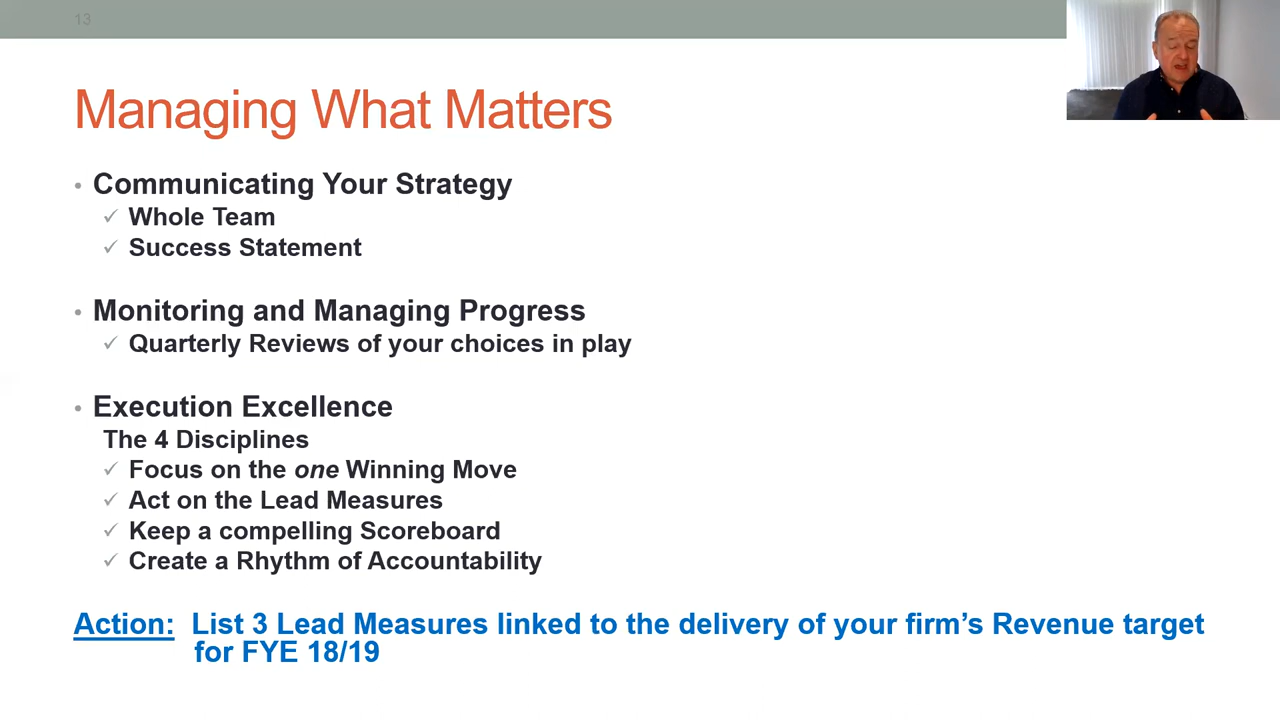 13
Managing What Matters
• Communicating Your Strategy
✓ Whole Team
✓ Success Statement
• Monitoring and Managing Progress
✓ Quarterly Reviews of your choices in play
• Execution Excellence
The 4 Disciplines
✓ Focus on the one Winning Move
✓ Act on the Lead Measures
✓ Keep a compelling Scoreboard
✓ Create a Rhythm of Accountability
Action: List 3 Lead Measures linked to the delivery of your firm’s Revenue target
for FYE 18/19